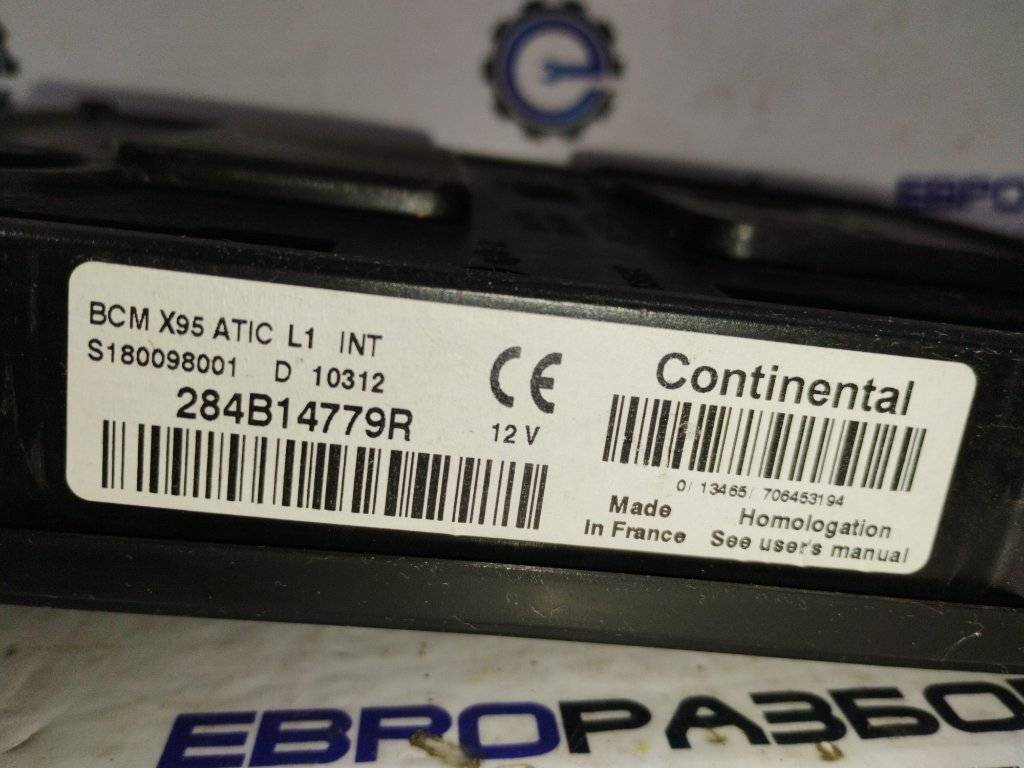 ЕВРО
BCM X95 ATIC L1 INT
S180098001 D 10312
284B14779R
12 V
Continental
0/ 13465/ 706453194
Made
In France
Homologation
See user's manual
ЕВРОРАЗБО